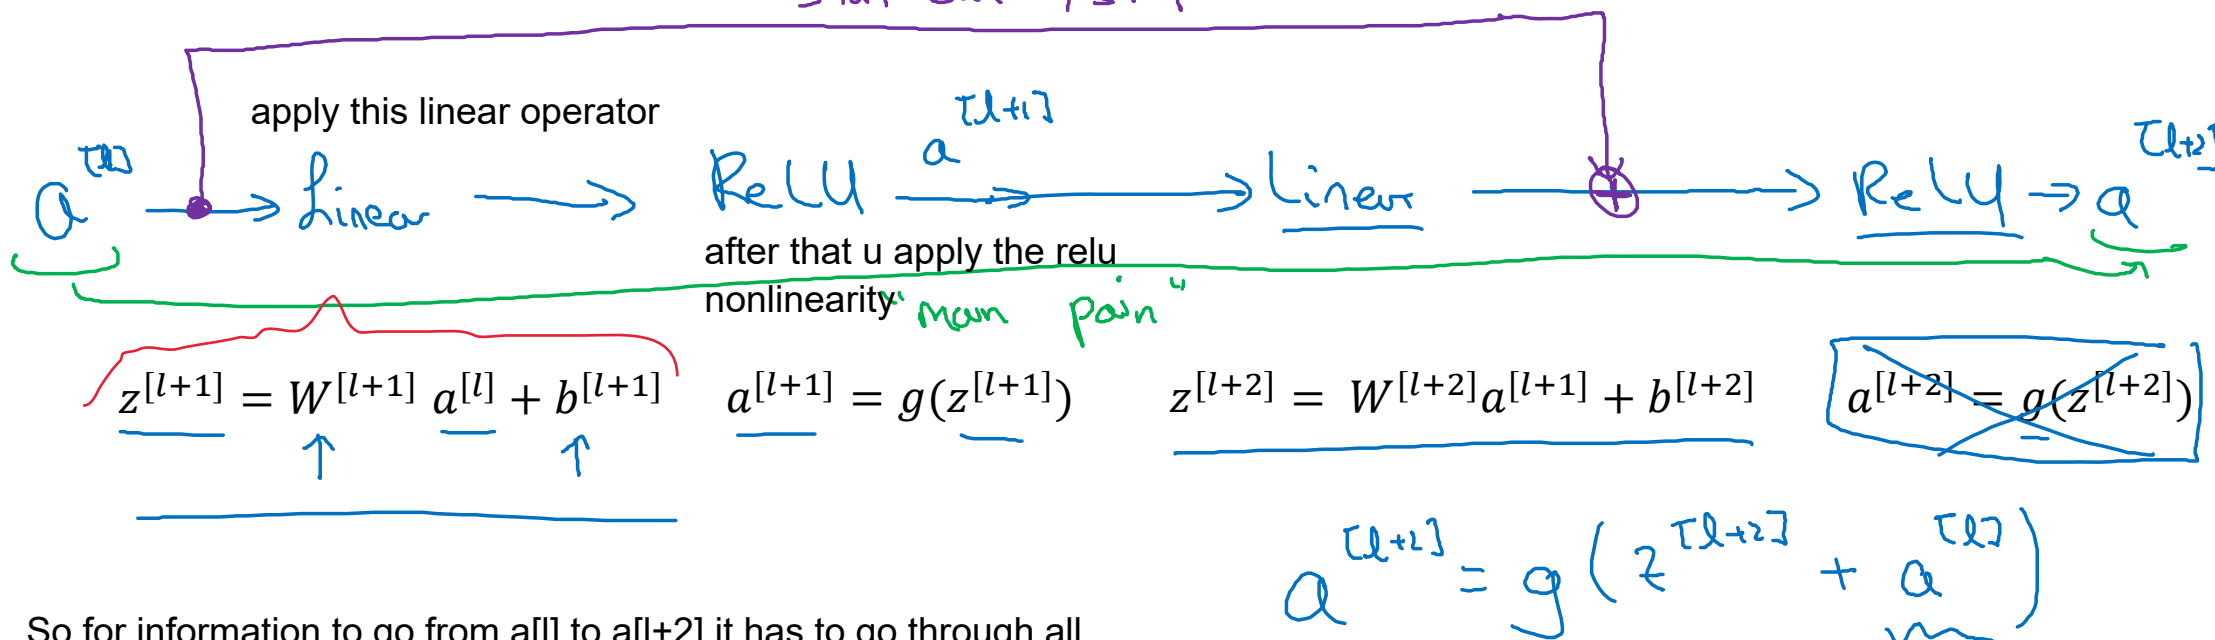 apply this linear operator
a^[l+1]
a^[l] → Linear → ReLU → Linear → ReLU → a^[l+2]
after that u apply the relu
nonlinearity
"main
z^[l+1] = W^[l+1] a^[l] + b^[l+1] a^[l+1] = g(z^[l+1]) z^[l+2] = W^[l+2]a^[l+1] + b^[l+2] a^[l+2] = g(z^[l+2])
a^[l+2] = g(z^[l+2] + a^[l])
So for information to go from a[l] to a[l+2] it has to go through all